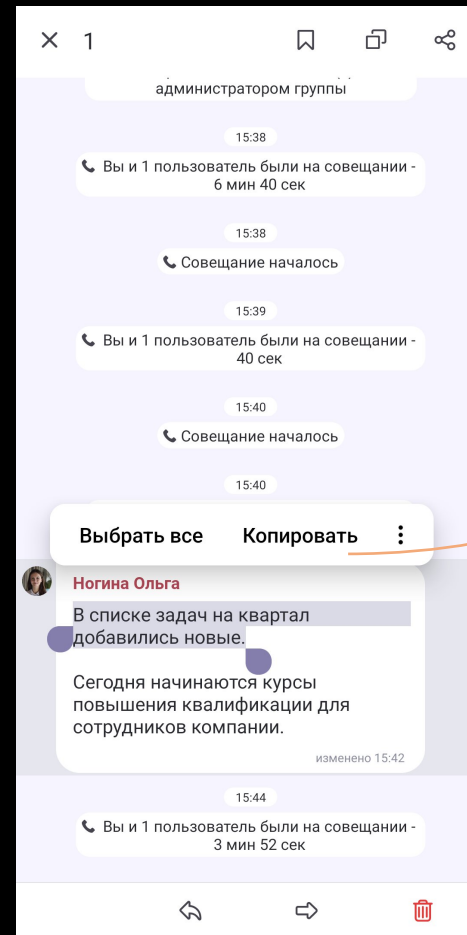 1
администратором группы
15:38
Вы и 1 пользователь были на совещании -
6 мин 40 сек
15:38
Совещание началось
15:39
Вы и 1 пользователь были на совещании -
40 сек
15:40
Совещание началось
15:40
Выбрать все Копировать
Ногина Ольга
В списке задач на квартал
добавились новые.
Сегодня начинаются курсы
повышения квалификации для
сотрудников компании.
изменено 15:42
15:44
Вы и 1 пользователь были на совещании -
3 мин 52 сек